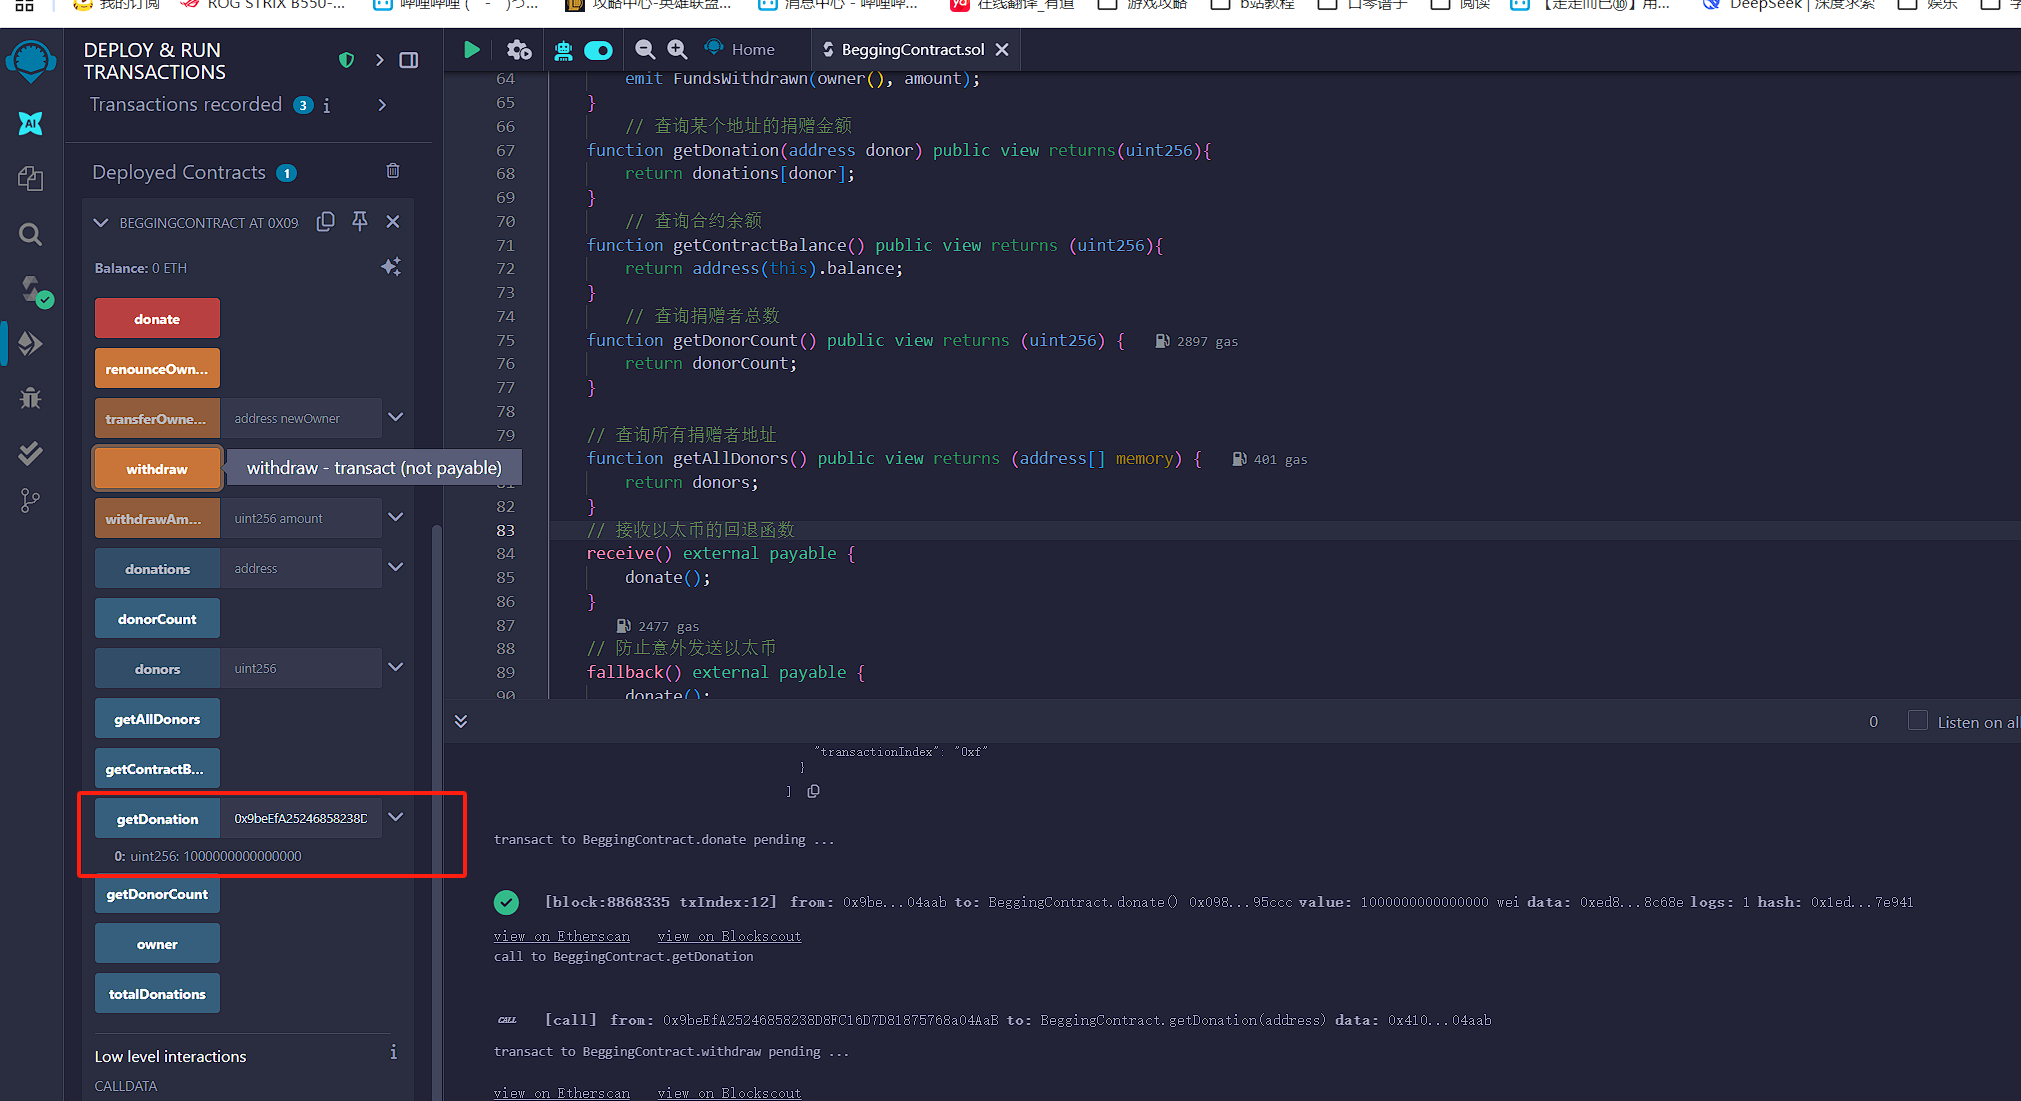 我的订阅 ROG STRIX B550-... 哔哩哔哩 ( ゜- ゜)つ... 攻略中心-英雄联盟... 消息中心 - 哔哩哔... 在线翻译_有道 游戏攻略 b站教程 口琴谱子 阅读 【走走而已⑩】用... DeepSeek | 深度求索 娱乐
DEPLOY & RUN
TRANSACTIONS
Transactions recorded 3 i
Deployed Contracts 1
BEGGINGCONTRACT AT 0X09
Balance: 0 ETH
donate
renounceOwn...
transferOwne... address newOwner
withdraw
withdraw - transact (not payable)
withdrawAm... uint256 amount
donations address
donorCount
donors uint256
getAllDonors
getContractB...
getDonation 0x9beEfA25246858238D
0: uint256: 1000000000000000
getDonorCount
owner
totalDonations
Low level interactions i
CALLDATA
Home BeggingContract.sol
64 emit FundsWithdrawn(owner(), amount);
65 }
66 // 查询某个地址的捐赠金额
67 function getDonation(address donor) public view returns(uint256){
68 return donations[donor];
69 }
70 // 查询合约余额
71 function getContractBalance() public view returns (uint256){
72 return address(this).balance;
73 }
74 // 查询捐赠者总数
75 function getDonorCount() public view returns (uint256) { 2897 gas
76 return donorCount;
77 }
78
79 // 查询所有捐赠者地址
function getAllDonors() public view returns (address[] memory) { 401 gas
81 return donors;
82 }
83 // 接收以太币的回退函数
84 receive() external payable {
85 donate();
86 }
87 2477 gas
88 // 防止意外发送以太币
89 fallback() external payable {
90 donate();
0 Listen on al
"transactionIndex": "0xf"
}
]
transact to BeggingContract.donate pending ...
[block:8868335 txIndex:12] from: 0x9be...04aab to: BeggingContract.donate() 0x098...95ccc value: 1000000000000000 wei data: 0xed8...8c68e logs: 1 hash: 0x1ed...7e941
view on Etherscan view on Blockscout
call to BeggingContract.getDonation
CALL [call] from: 0x9beEfA25246858238D8FC16D7D81875768a04AaB to: BeggingContract.getDonation(address) data: 0x410...04aab
transact to BeggingContract.withdraw pending ...
view on Etherscan view on Blockscout